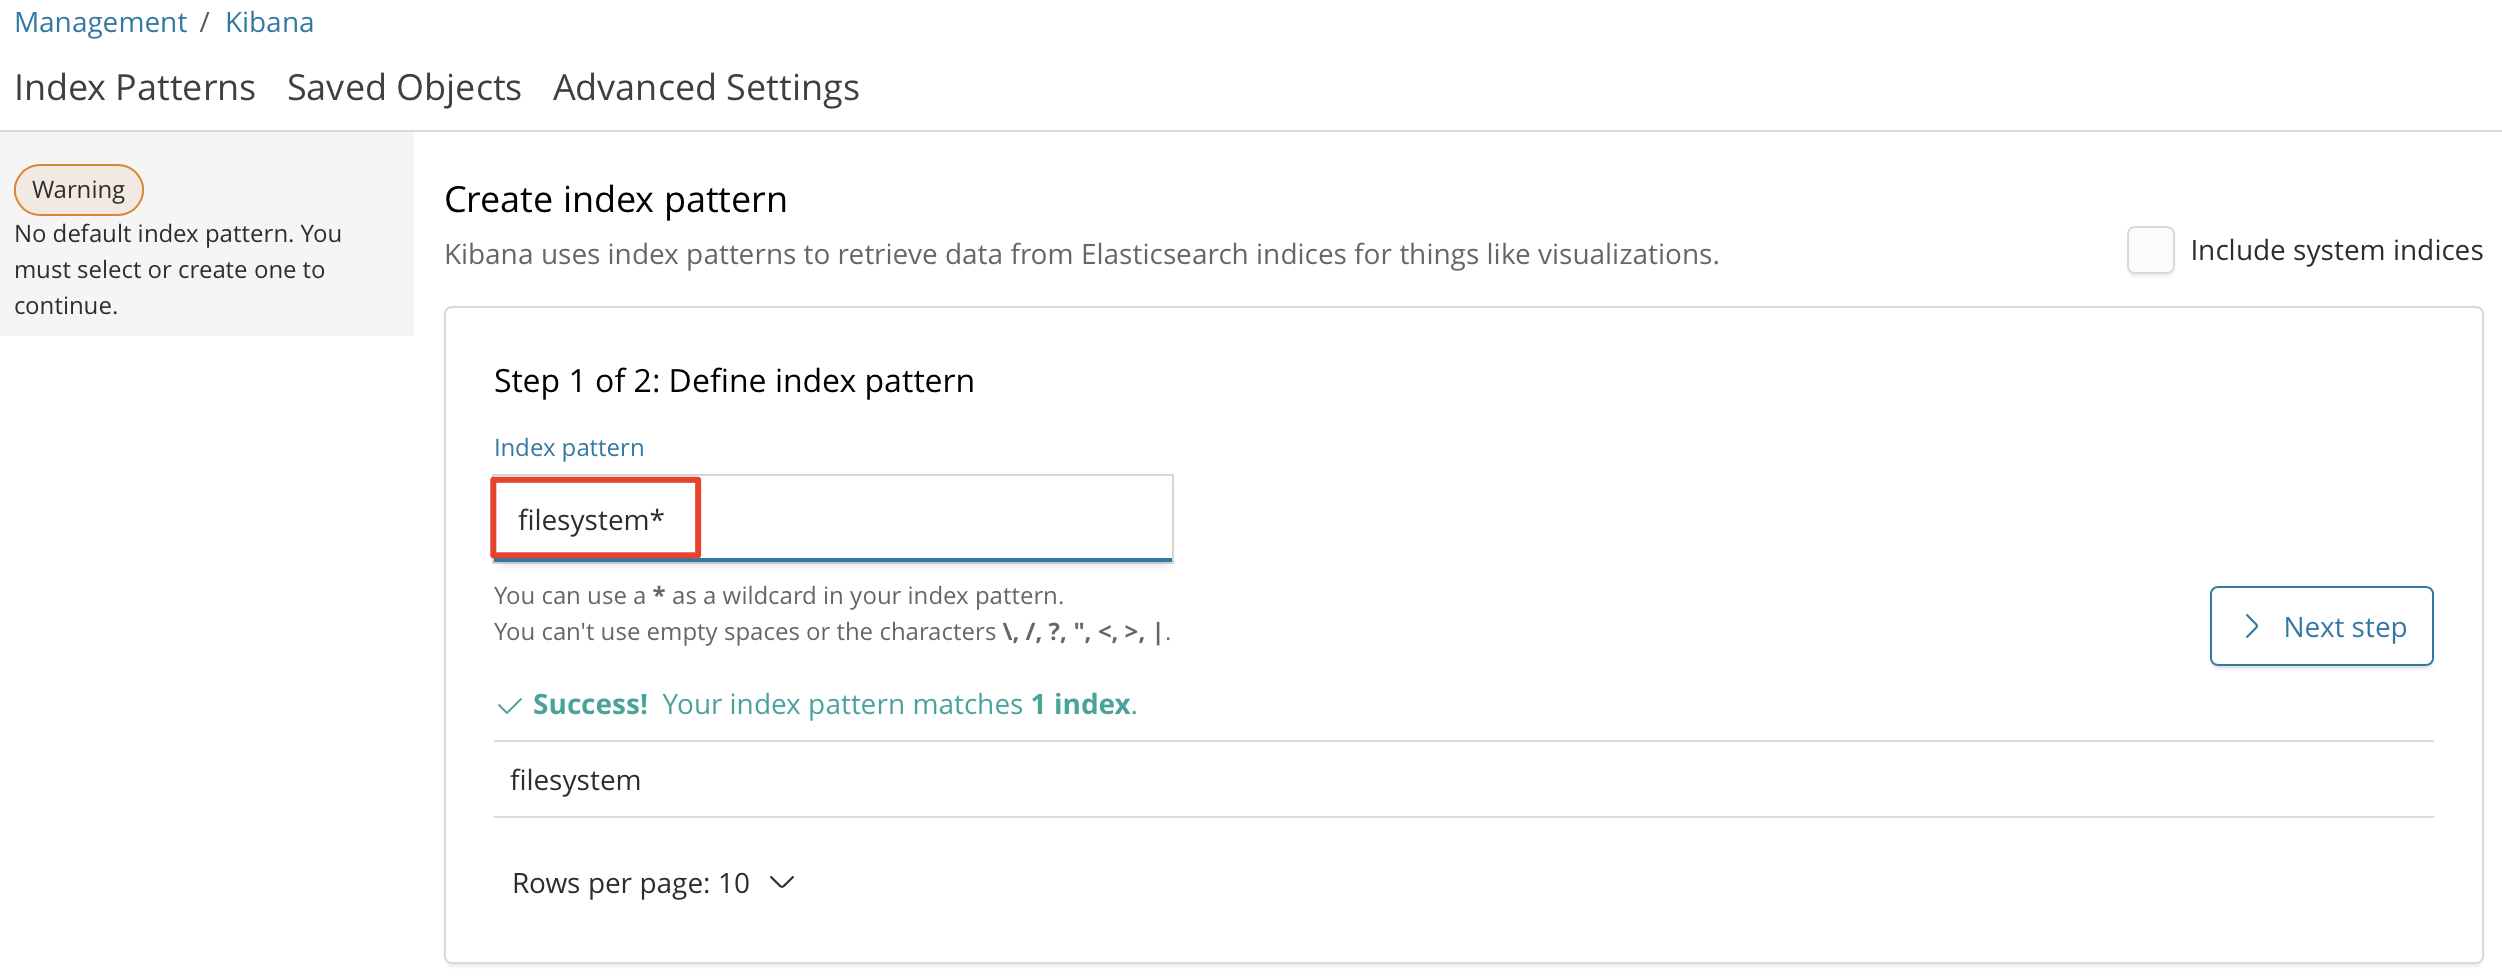 Management / Kibana
Index Patterns Saved Objects Advanced Settings
Warning
No default index pattern. You
must select or create one to
continue.
Create index pattern
Kibana uses index patterns to retrieve data from Elasticsearch indices for things like visualizations.
Include system indices
Step 1 of 2: Define index pattern
Index pattern
filesystem*
You can use a * as a wildcard in your index pattern.
You can't use empty spaces or the characters \, /, ?, ", <, >, |.
Next step
Success! Your index pattern matches 1 index.
filesystem
Rows per page: 10